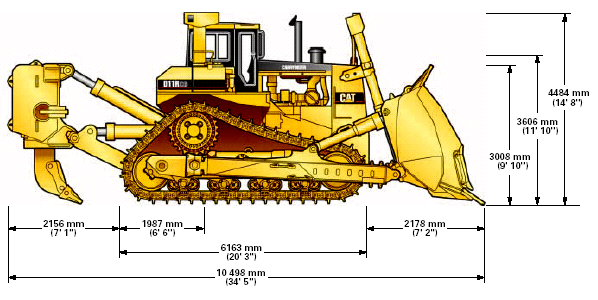 D11R
CAT
4484 mm
(14' 8")
3606 mm
(11' 10")
3008 mm
(9' 10")
2156 mm
(7' 1")
1987 mm
(6' 6")
2178 mm
(7' 2")
6163 mm
(20' 3")
10 498 mm
(34' 5")